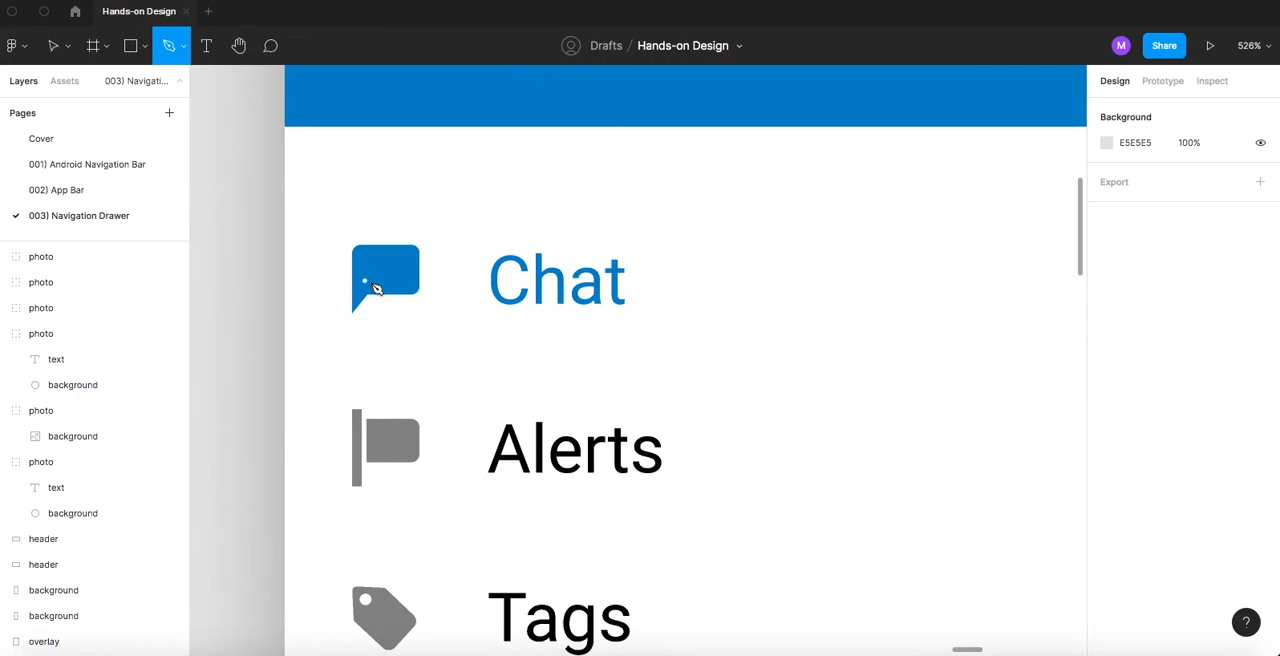 Hands-on Design
Drafts / Hands-on Design
M
Share
526%
Layers
Assets
003) Navigati...
Design
Prototype
Inspect
Pages
Cover
001) Android Navigation Bar
002) App Bar
003) Navigation Drawer
photo
photo
photo
photo
text
background
photo
background
photo
text
background
header
header
background
background
overlay
Chat
Alerts
Tags
Background
E5E5E5
100%
Export
?